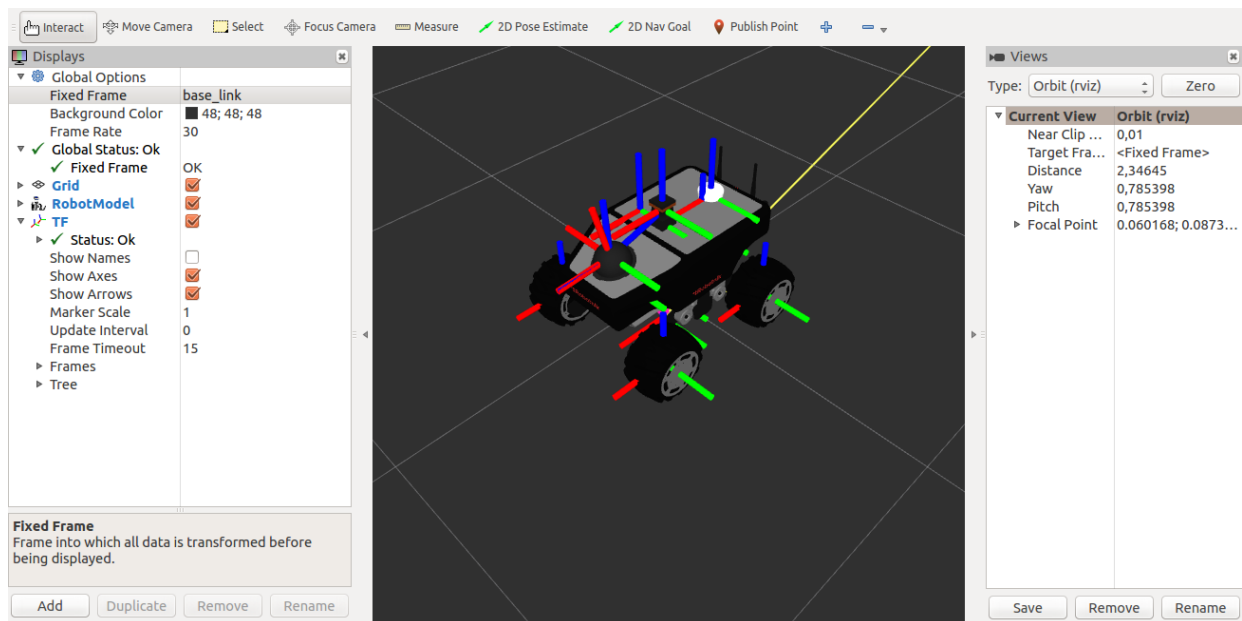 Interact Move Camera Select Focus Camera Measure 2D Pose Estimate 2D Nav Goal Publish Point
Displays
Global Options
Fixed Frame base_link
Background Color 48; 48; 48
Frame Rate 30
Global Status: Ok
Fixed Frame OK
Grid
RobotModel
TF
Status: Ok
Show Names
Show Axes
Show Arrows
Marker Scale 1
Update Interval 0
Frame Timeout 15
Frames
Tree
Fixed Frame
Frame into which all data is transformed before
being displayed.
Add Duplicate Remove Rename
Views
Type: Orbit (rviz) Zero
Current View Orbit (rviz)
Near Clip ... 0,01
Target Fra... <Fixed Frame>
Distance 2,34645
Yaw 0,785398
Pitch 0,785398
Focal Point 0.060168; 0.0873...
Save Remove Rename